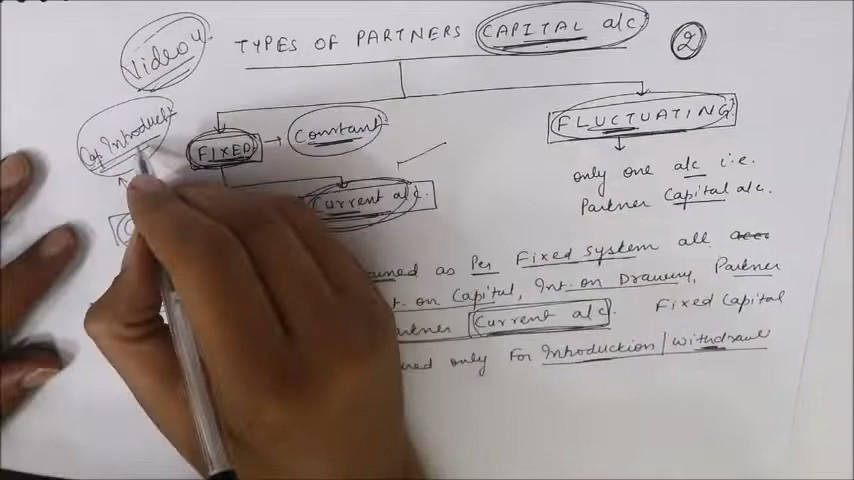 Video 4.
TYPES OF PARTNERS CAPITAL a/c.
2
Cap Introduct
FIXED → Constant
FLUCTUATING
Current a/c.
only one a/c i.e.
Partner Capital a/c.
as Per Fixed System all
on Capital, Int. on Drawing, Partner
Current a/c. Fixed Capital
only For Introduction / withdrawl